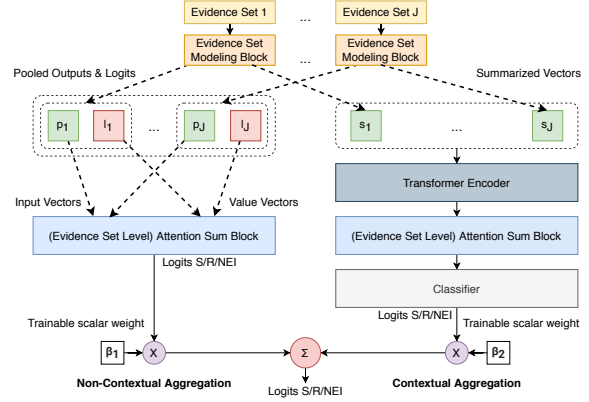 Evidence Set 1
...
Evidence Set J
Evidence Set
Modeling Block
...
Evidence Set
Modeling Block
Pooled Outputs & Logits
Summarized Vectors
p1
l1
...
pJ
lJ
s1
...
sJ
Transformer Encoder
Input Vectors
Value Vectors
(Evidence Set Level) Attention Sum Block
(Evidence Set Level) Attention Sum Block
Logits S/R/NEI
Classifier
Logits S/R/NEI
Trainable scalar weight
Trainable scalar weight
β1
X
Σ
X
β2
Non-Contextual Aggregation
Contextual Aggregation
Logits S/R/NEI